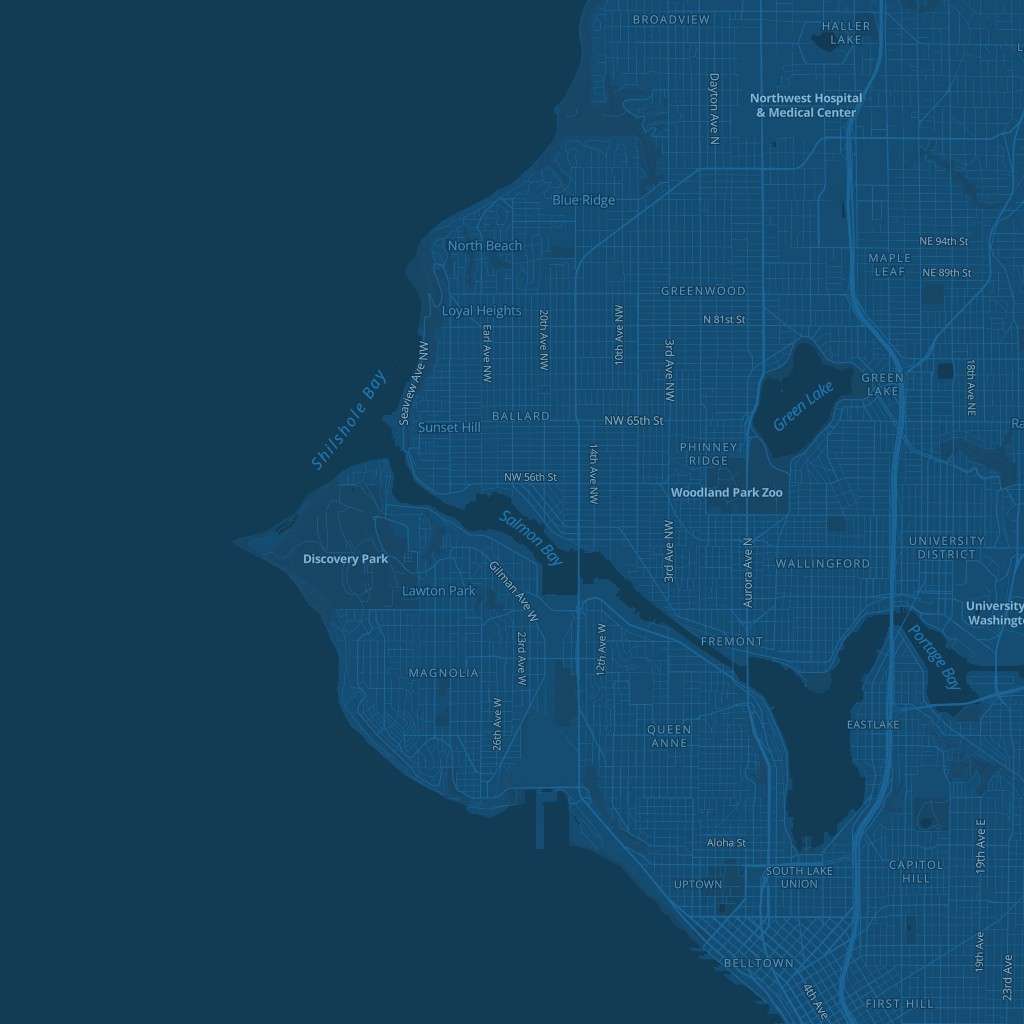 BROADVIEW
HALLER
LAKE
Dayton Ave N
Northwest Hospital
& Medical Center
Blue Ridge
North Beach
NE 94th St
MAPLE
LEAF
NE 89th St
GREENWOOD
Loyal Heights
Earl Ave NW
20th Ave NW
10th Ave NW
N 81st St
3rd Ave NW
Seaview Ave NW
Shilshole Bay
GREEN
LAKE
Green Lake
18th Ave NE
BALLARD
Sunset Hill
NW 65th St
Ra
PHINNEY
RIDGE
14th Ave NW
NW 56th St
Woodland Park Zoo
Salmon Bay
3rd Ave NW
Aurora Ave N
UNIVERSITY
DISTRICT
WALLINGFORD
Discovery Park
Lawton Park
Gilman Ave W
University
Washingto
23rd Ave W
12th Ave W
FREMONT
Portage Bay
MAGNOLIA
26th Ave W
QUEEN
ANNE
EASTLAKE
Aloha St
19th Ave E
SOUTH LAKE
UNION
CAPITOL
HILL
UPTOWN
BELLTOWN
19th Ave
23rd Ave
4th Ave
FIRST HILL